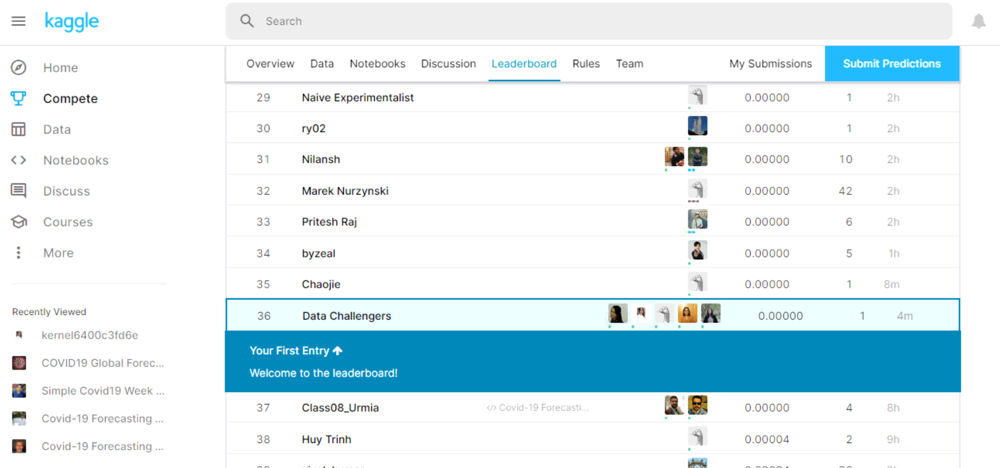 kaggle
Search
Home
Compete
Data
Notebooks
Discuss
Courses
More
Recently Viewed
kernel6400c3fd6e
COVID19 Global Forec...
Simple Covid19 Week ...
Covid-19 Forecasting ...
Covid-19 Forecasting ...
Overview Data Notebooks Discussion Leaderboard Rules Team My Submissions Submit Predictions
29 Naive Experimentalist 0.00000 1 2h
30 ry02 0.00000 1 2h
31 Nilansh 0.00000 10 2h
32 Marek Nurzynski 0.00000 42 2h
33 Pritesh Raj 0.00000 6 2h
34 byzeal 0.00000 5 1h
35 Chaojie 0.00000 1 8m
36 Data Challengers 0.00000 1 4m
Your First Entry ↑
Welcome to the leaderboard!
37 Class08_Urmia </> Covid-19 Forecasti... 0.00000 4 8h
38 Huy Trinh 0.00004 2 9h